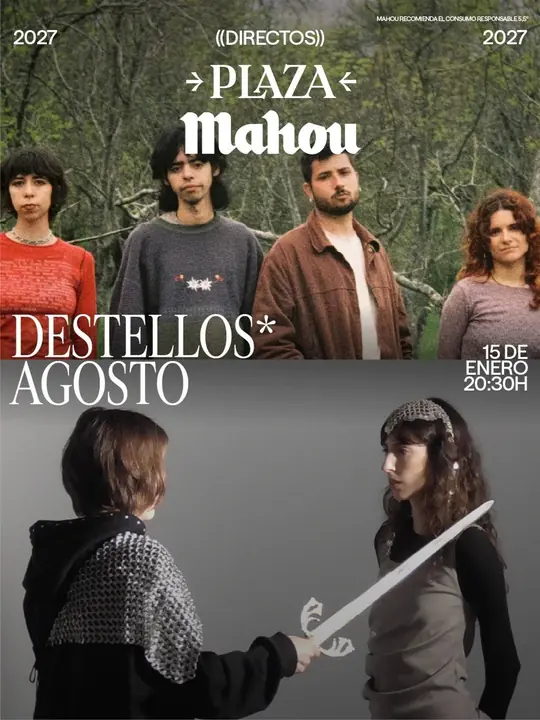 MAHOU RECOMIENDA EL CONSUMO RESPONSABLE 5,5°
2027 ((DIRECTOS)) 2027
PLAZA
Mahou
DESTELLOS*
AGOSTO
15 DE
ENERO
20:30H